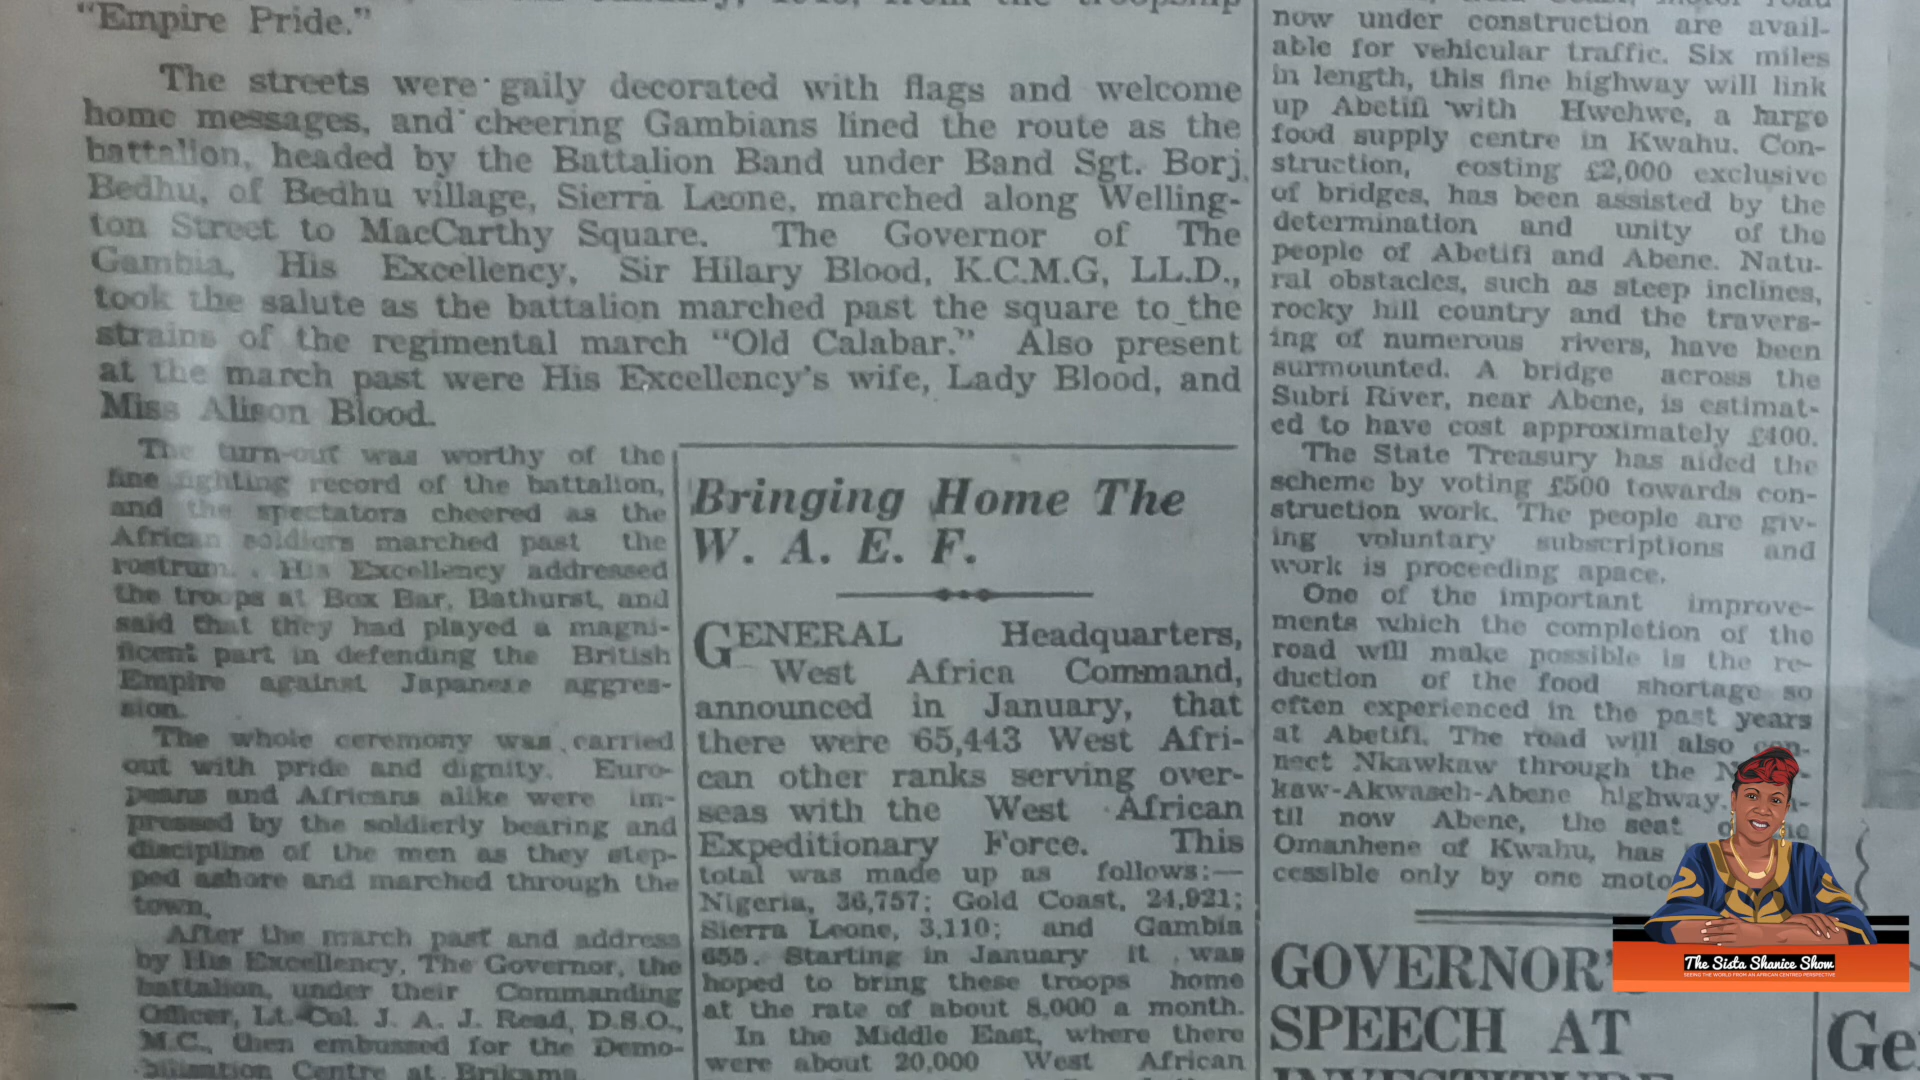 "Empire Pride."
The streets were gaily decorated with flags and welcome
home messages, and cheering Gambians lined the route as the
battalion, headed by the Battalion Band under Band Sgt. Borj
Bedhu, of Bedhu village, Sierra Leone, marched along Welling-
ton Street to MacCarthy Square. The Governor of The
Gambia, His Excellency, Sir Hilary Blood, K.C.M.G, LL.D.,
took the salute as the battalion marched past the square to the
strains of the regimental march "Old Calabar." Also present
at the march past were His Excellency's wife, Lady Blood, and
Miss Alison Blood.
The turn-out was worthy of the
fine fighting record of the battalion,
and the spectators cheered as the
African soldiers marched past the
rostrum. His Excellency addressed
the troops at Box Bar, Bathurst, and
said that they had played a magni-
ficent part in defending the British
Empire against Japanese aggres-
sion.
The whole ceremony was carried
out with pride and dignity. Euro-
peans and Africans alike were im-
pressed by the soldierly bearing and
discipline of the men as they step-
ped ashore and marched through the
town.
After the march past and address
by His Excellency, The Governor, the
battalion, under their Commanding
Officer, Lt. Col. J. A. J. Read, D.S.O.,
M.C., then embussed for the Demo-
bilisation Centre at Brikama.
Bringing Home The
W. A. E. F.
GENERAL Headquarters,
West Africa Command,
announced in January, that
there were 65,443 West Afri-
can other ranks serving over-
seas with the West African
Expeditionary Force. This
total was made up as follows:—
Nigeria, 36,757; Gold Coast, 24,921;
Sierra Leone, 3,110; and Gambia
655. Starting in January it was
hoped to bring these troops home
at the rate of about 8,000 a month.
In the Middle East, where there
were about 20,000 West African
now under construction are avail-
able for vehicular traffic. Six miles
in length, this fine highway will link
up Abetifi with Hwehwe, a large
food supply centre in Kwahu. Con-
struction, costing £2,000 exclusive
of bridges, has been assisted by the
determination and unity of the
people of Abetifi and Abene. Natu-
ral obstacles, such as steep inclines,
rocky hill country and the travers-
ing of numerous rivers, have been
surmounted. A bridge across the
Subri River, near Abene, is estimat-
ed to have cost approximately £400.
The State Treasury has aided the
scheme by voting £500 towards con-
struction work. The people are giv-
ing voluntary subscriptions and
work is proceeding apace.
One of the important improve-
ments which the completion of the
road will make possible is the re-
duction of the food shortage so
often experienced in the past years
at Abetifi. The road will also
nect Nkawkaw through the
kaw-Akwaseh-Abene highway.
til now Abene, the seat
Omanhene of Kwahu, has
cessible only by one
GOVERNOR'
SPEECH AT
Ge
The Sista Shanice Show
SEEING THE WORLD FROM AN AFRICAN CENTRED PERSPECTIVE